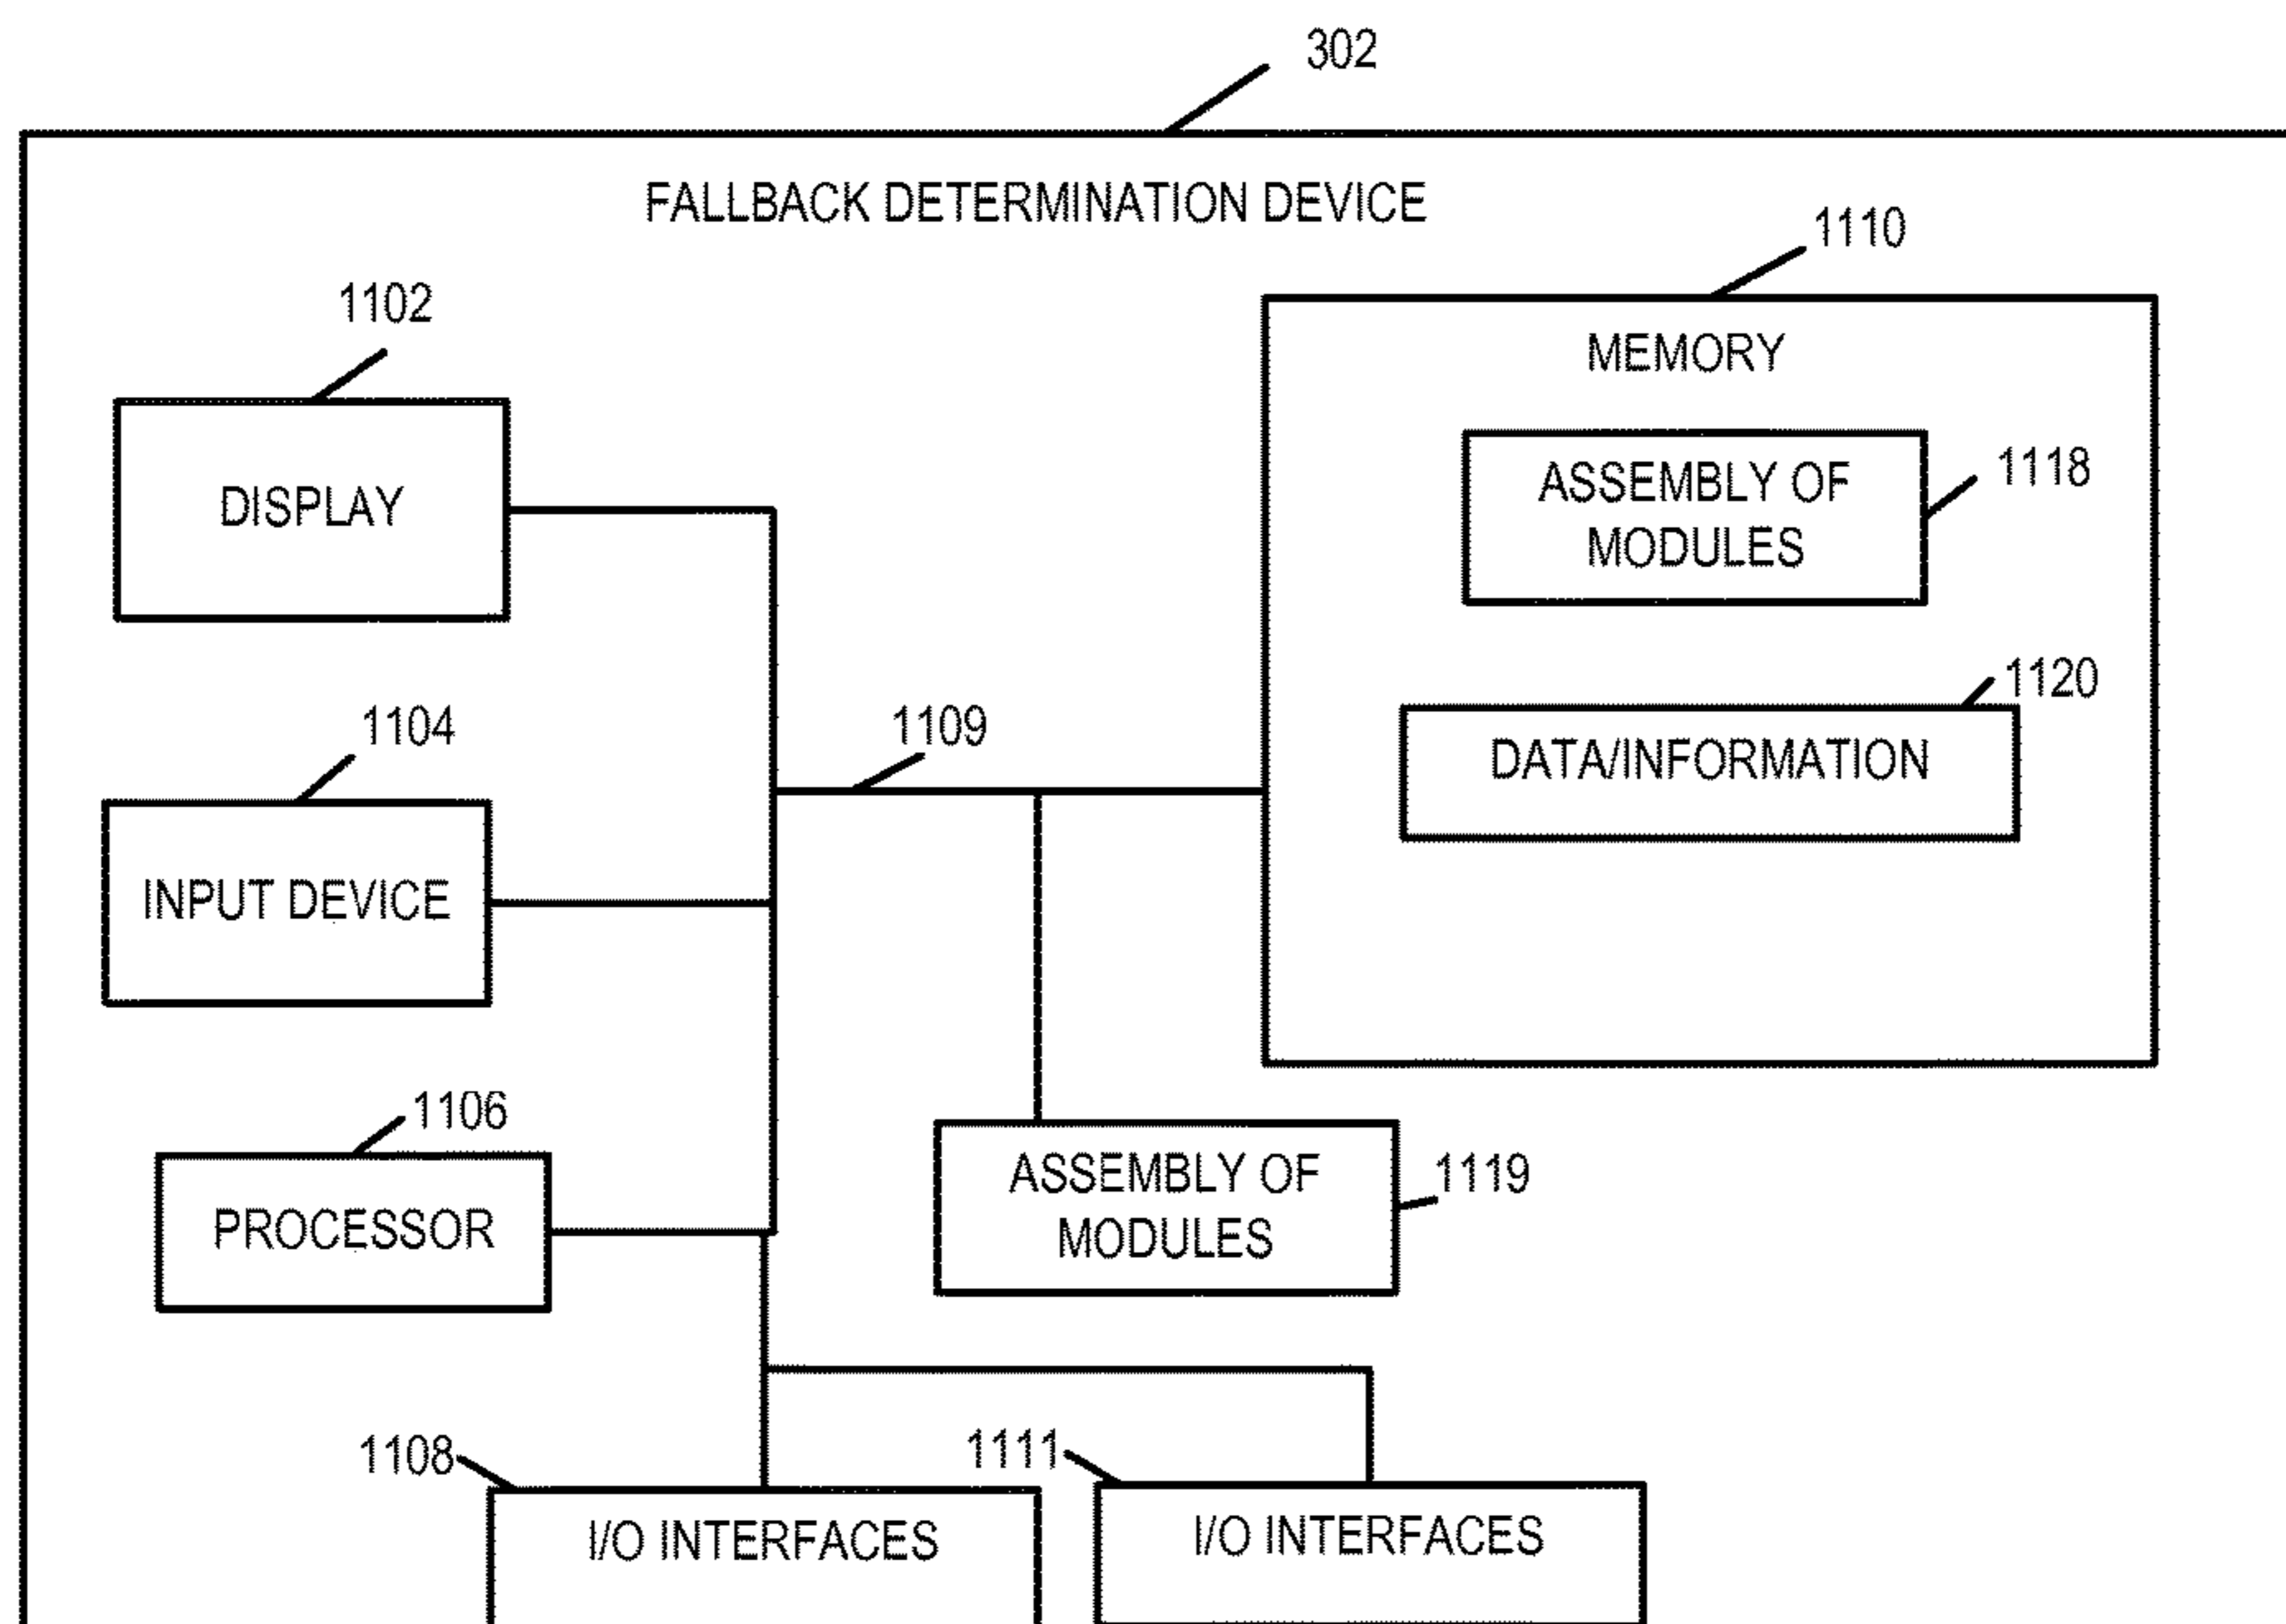 302
FALLBACK DETERMINATION DEVICE
1110
1102
MEMORY
ASSEMBLY OF
MODULES
1118
DISPLAY
1120
1104
1109
DATA/INFORMATION
INPUT DEVICE
1106
ASSEMBLY OF
MODULES
1119
PROCESSOR
1108
1111
I/O INTERFACES
I/O INTERFACES